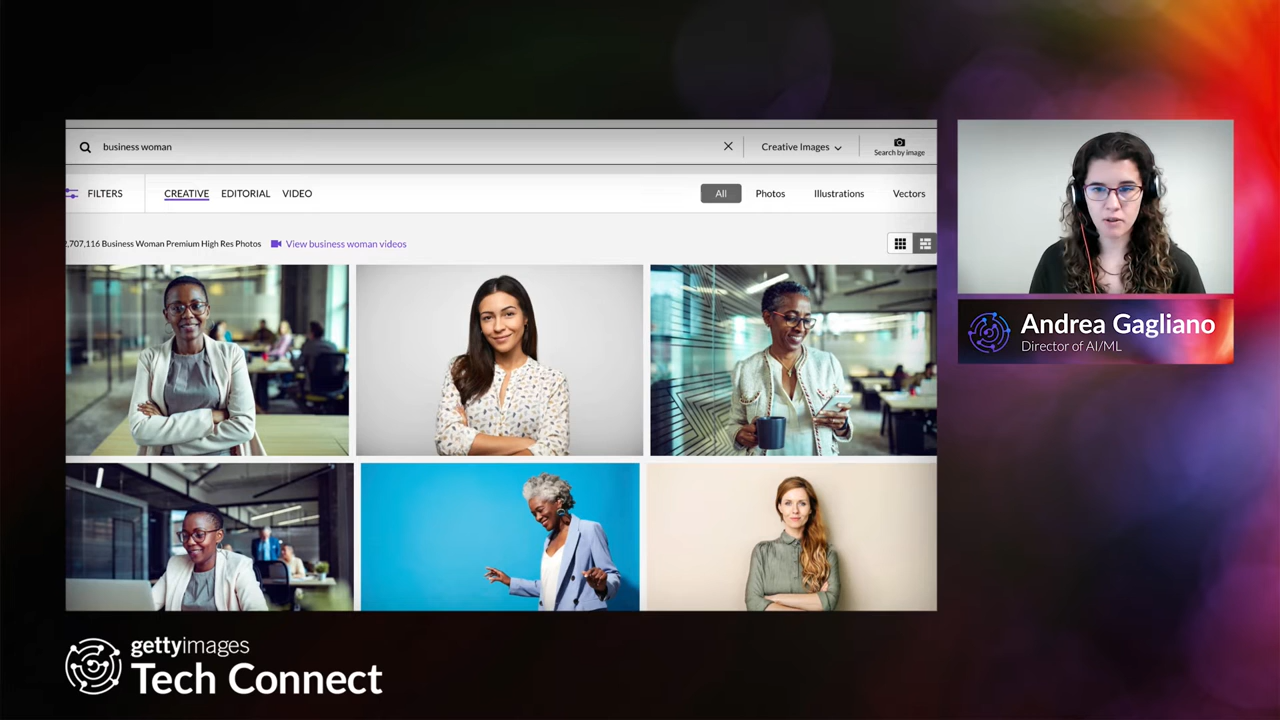 business woman
Creative Images
Search by image
FILTERS
CREATIVE EDITORIAL VIDEO
All Photos Illustrations Vectors
,707,116 Business Woman Premium High Res Photos
View business woman videos
Andrea Gagliano
Director of AI/ML
gettyimages
Tech Connect